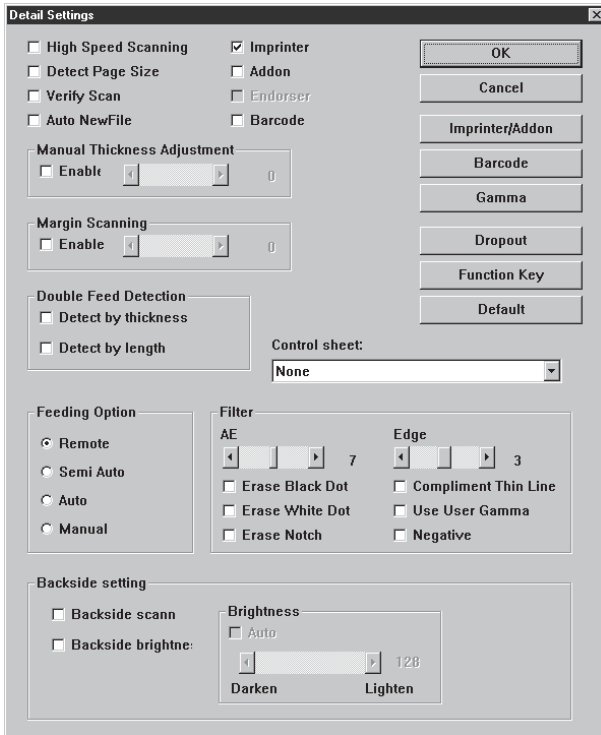 Detail Settings
High Speed Scanning
Detect Page Size
Verify Scan
Auto NewFile
Imprinter
Addon
Endorser
Barcode
OK
Cancel
Imprinter/Addon
Barcode
Gamma
Dropout
Function Key
Default
Manual Thickness Adjustment
Enable 0
Margin Scanning
Enable 0
Double Feed Detection
Detect by thickness
Detect by length
Control sheet:
None
Feeding Option
Remote
Semi Auto
Auto
Manual
Filter
AE
7
Erase Black Dot
Erase White Dot
Erase Notch
Edge
3
Compliment Thin Line
Use User Gamma
Negative
Backside setting
Backside scann
Backside brightne
Brightness
Auto
128
Darken Lighten